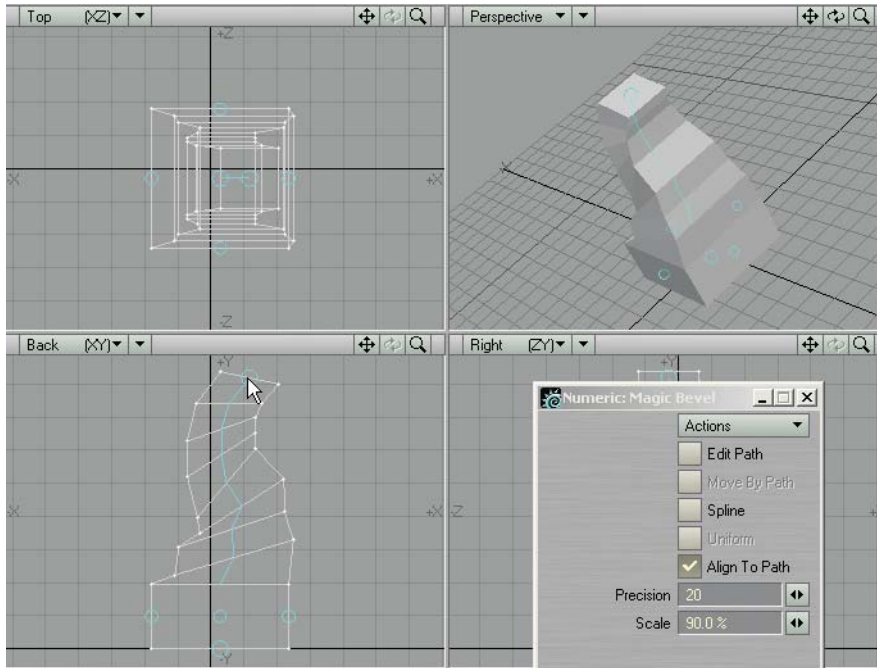 Top (XZ)
Perspective
+Z
-X
+X
X
-Z
Back (XY)
Right (ZY)
+Y
+Y
Numeric: Magic Bevel
Actions
Edit Path
Move By Path
-X
+X
-Z
+
Spline
Uniform
Align To Path
Precision 20
Scale 90.0 %
-Y